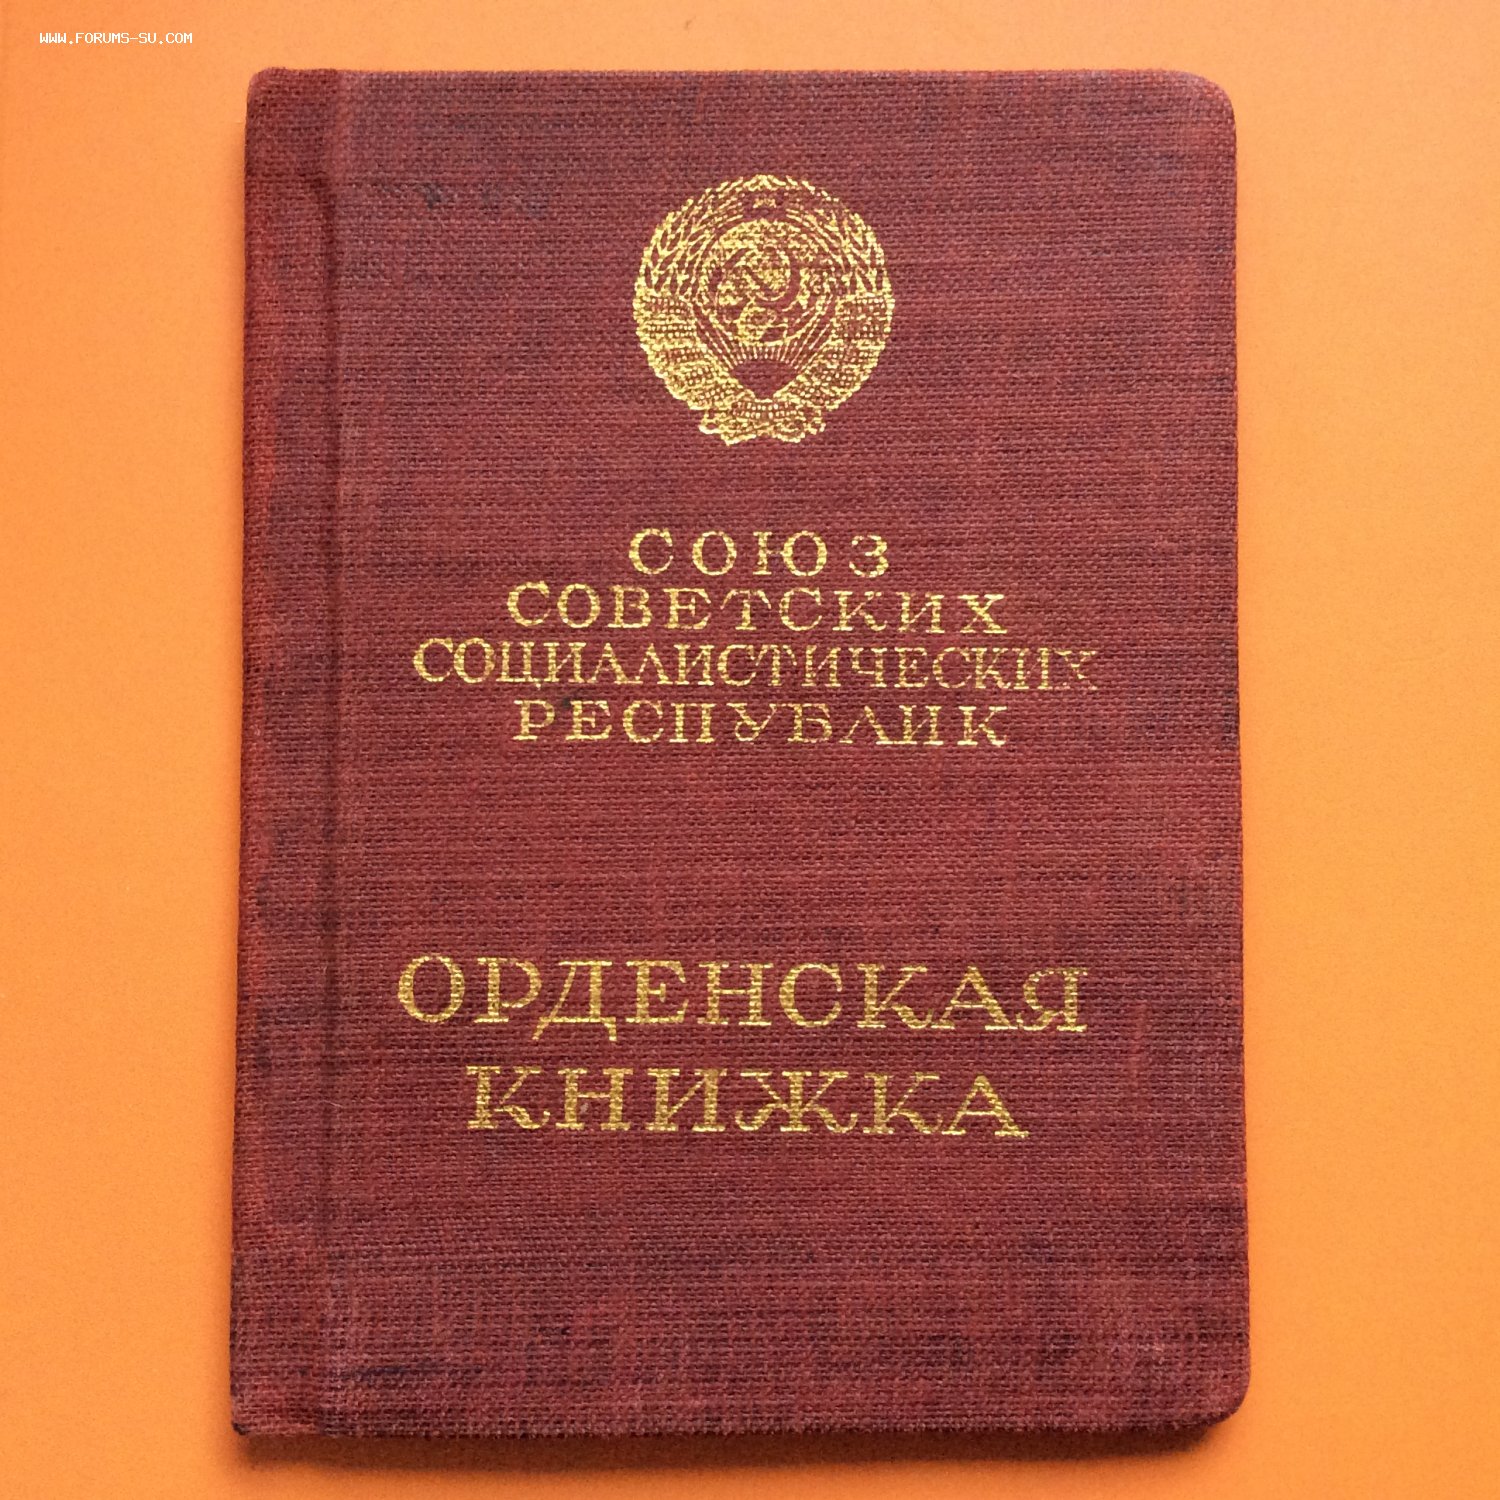 WWW.FORUMS-SU.COM
СОЮЗ
СОВЕТСКИХ
СОЦИАЛИСТИЧЕСКИХ
РЕСПУБЛИК
ОРДЕНСКАЯ
КНИЖКА